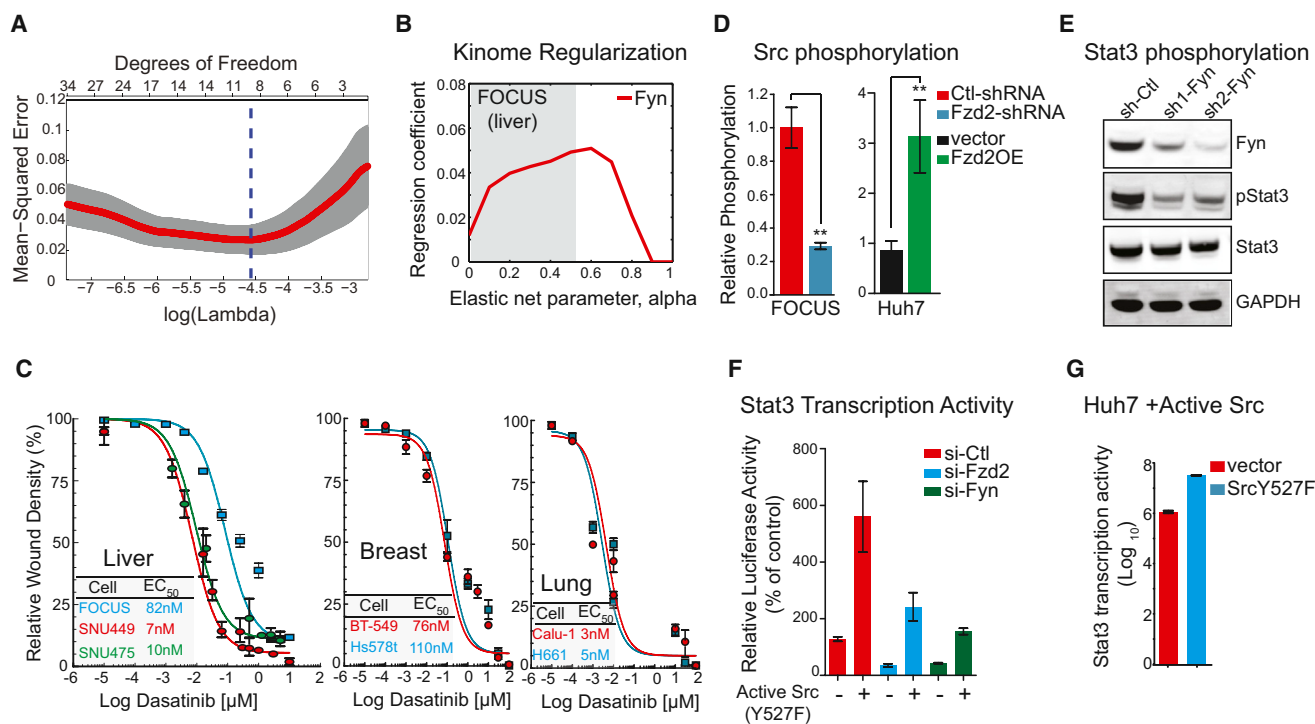 A
Degrees of Freedom
34 27 24 17 14 14 14 11 8 6 6 3
0.12
0.10
0.08
0.06
0.04
0.02
0
Mean−Squared Error
−7 −6.5 −6 −5.5 −5 −4.5 −4 −3.5 −3
log(Lambda)
B
Kinome Regularization
0.08
0.06
0.04
0.02
0.00
Regression coefficient
FOCUS
(liver)
Fyn
0 0.2 0.4 0.6 0.8 1
Elastic net parameter, alpha
D
Src phosphorylation
Relative Phosphorylation
1.2
1.0
0.8
0.6
0.4
0.2
0.0
**
FOCUS
4
3
2
1
0
**
Huh7
Ctl-shRNA
Fzd2-shRNA
vector
Fzd2OE
E
Stat3 phosphorylation
sh-Ctl
sh1-Fyn
sh2-Fyn
Fyn
pStat3
Stat3
GAPDH
C
Relative Wound Density (%)
100
75
50
25
0
Liver
Cell EC50
FOCUS 82nM
SNU449 7nM
SNU475 10nM
-6 -5 -4 -3 -2 -1 0 1 2
Log Dasatinib [µM]
100
75
50
25
0
Breast
Cell EC50
BT-549 76nM
Hs578t 110nM
-6 -5 -4 -3 -2 -1 0 1 2
Log Dasatinib [µM]
100
75
50
25
0
Lung
Cell EC50
Calu-1 3nM
H661 5nM
-6 -5 -4 -3 -2 -1 0 1 2
Log Dasatinib [µM]
F
Stat3 Transcription Activity
si-Ctl
si-Fzd2
si-Fyn
Relative Luciferase Activity
(% of control)
800
600
400
200
0
Active Src
(Y527F)
- + - + - +
G
Huh7 +Active Src
Stat3 transcription activity
(Log 10)
8
6
4
2
0
vector
SrcY527F